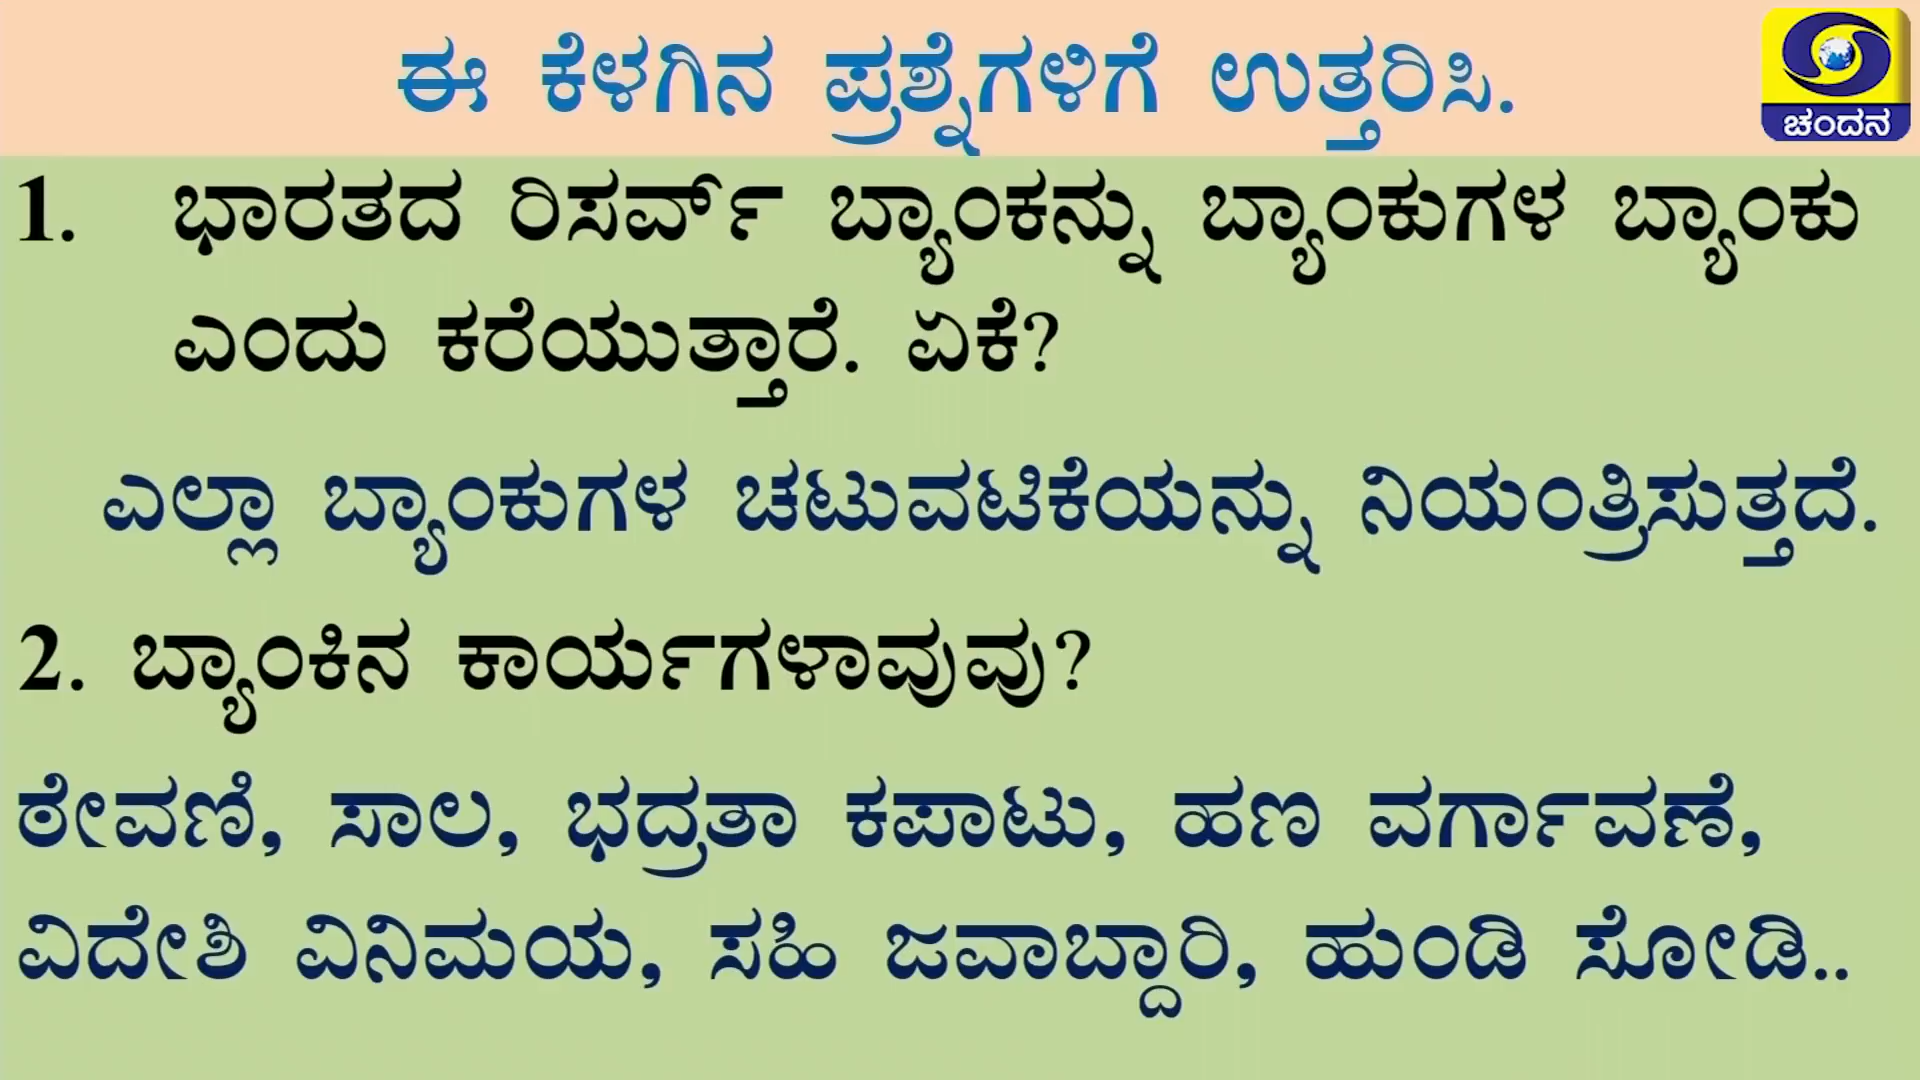 ಈ ಕೆಳಗಿನ ಪ್ರಶ್ನೆಗಳಿಗೆ ಉತ್ತರಿಸಿ.
ಚಂದನ
1. ಭಾರತದ ರಿಸರ್ವ್ ಬ್ಯಾಂಕನ್ನು ಬ್ಯಾಂಕುಗಳ ಬ್ಯಾಂಕು
ಎಂದು ಕರೆಯುತ್ತಾರೆ. ಏಕೆ?
ಎಲ್ಲಾ ಬ್ಯಾಂಕುಗಳ ಚಟುವಟಿಕೆಯನ್ನು ನಿಯಂತ್ರಿಸುತ್ತದೆ.
2. ಬ್ಯಾಂಕಿನ ಕಾರ್ಯಗಳಾವುವು?
ಠೇವಣಿ, ಸಾಲ, ಭದ್ರತಾ ಕಪಾಟು, ಹಣ ವರ್ಗಾವಣೆ,
ವಿದೇಶಿ ವಿನಿಮಯ, ಸಹಿ ಜವಾಬ್ದಾರಿ, ಹುಂಡಿ ಸೋಡಿ..